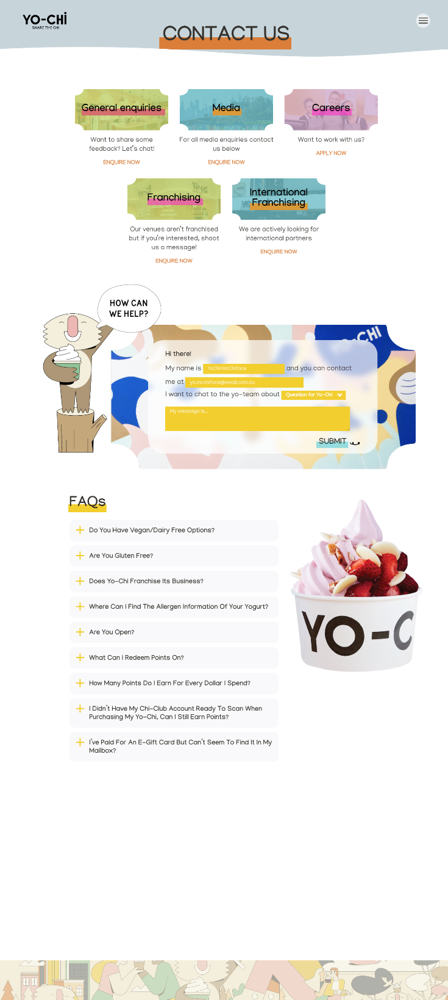 YO-CHi
SHARE THE CHI
CONTACT US
General enquiries
Media
Careers
Want to share some
feedback? Let's chat!
For all media enquiries contact
us below
Want to work with us?
ENQUIRE NOW
ENQUIRE NOW
APPLY NOW
Franchising
International
Franchising
Our venues aren't franchised
but if you're interested, shoot
us a message!
We are actively looking for
international partners
ENQUIRE NOW
ENQUIRE NOW
HOW CAN
WE HELP?
YO-CHI
Hi there!
My name is YoChi McChiface and you can contact
me at yo.mcchiface@email.com.au
I want to chat to the yo-team about Question for Yo-Chi
My message is...
SUBMIT
FAQs
Do You Have Vegan/Dairy Free Options?
Are You Gluten Free?
Does Yo-Chi Franchise Its Business?
Where Can I Find The Allergen Information Of Your Yogurt?
Are You Open?
What Can I Redeem Points On?
How Many Points Do I Earn For Every Dollar I Spend?
I Didn't Have My Chi-Club Account Ready To Scan When
Purchasing My Yo-Chi, Can I Still Earn Points?
I've Paid For An E-Gift Card But Can't Seem To Find It In My
Mailbox?
YO-C